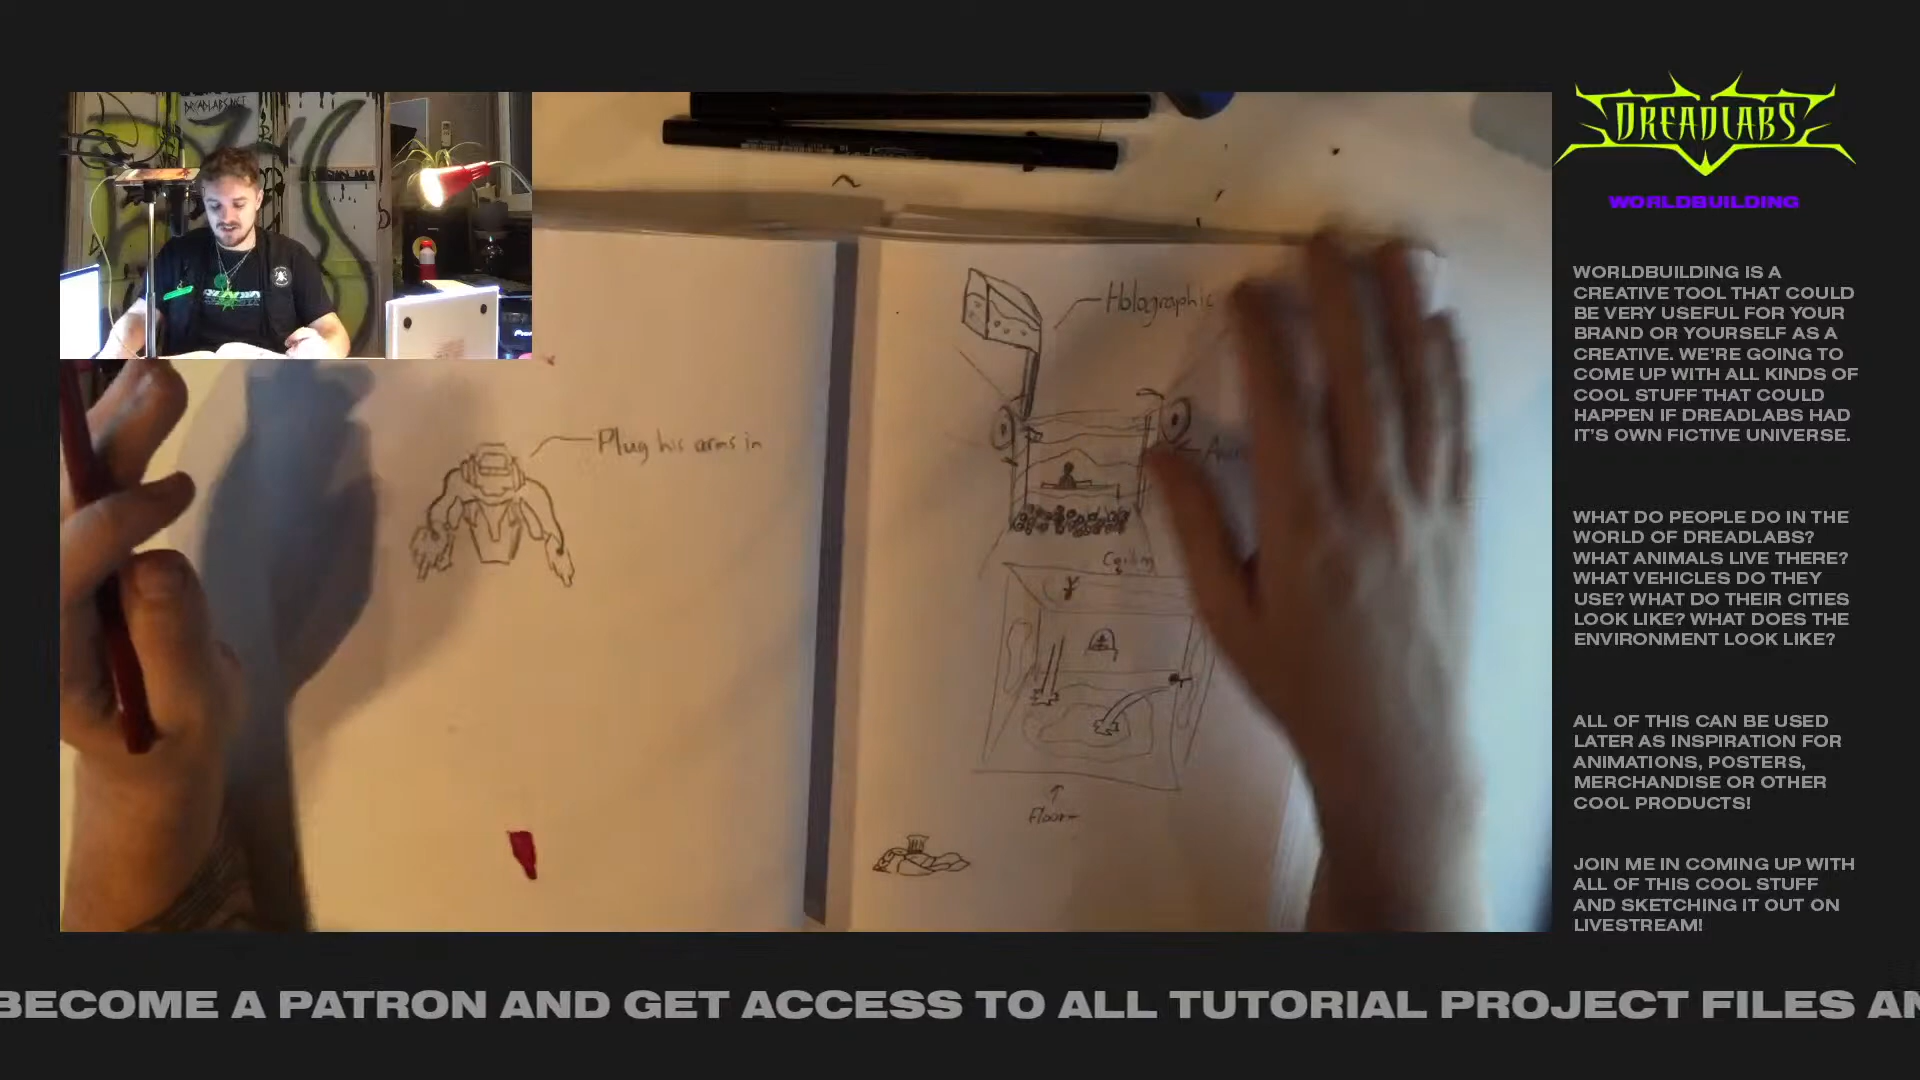 DREADLABS
WORLDBUILDING
WORLDBUILDING IS A
CREATIVE TOOL THAT COULD
BE VERY USEFUL FOR YOUR
BRAND OR YOURSELF AS A
CREATIVE. WE'RE GOING TO
COME UP WITH ALL KINDS OF
COOL STUFF THAT COULD
HAPPEN IF DREADLABS HAD
IT'S OWN FICTIVE UNIVERSE.
WHAT DO PEOPLE DO IN THE
WORLD OF DREADLABS?
WHAT ANIMALS LIVE THERE?
WHAT VEHICLES DO THEY
USE? WHAT DO THEIR CITIES
LOOK LIKE? WHAT DOES THE
ENVIRONMENT LOOK LIKE?
ALL OF THIS CAN BE USED
LATER AS INSPIRATION FOR
ANIMATIONS, POSTERS,
MERCHANDISE OR OTHER
COOL PRODUCTS!
JOIN ME IN COMING UP WITH
ALL OF THIS COOL STUFF
AND SKETCHING IT OUT ON
LIVESTREAM!
Plug his arms in
Holographic
Ceiling
Floor
BECOME A PATRON AND GET ACCESS TO ALL TUTORIAL PROJECT FILES AN